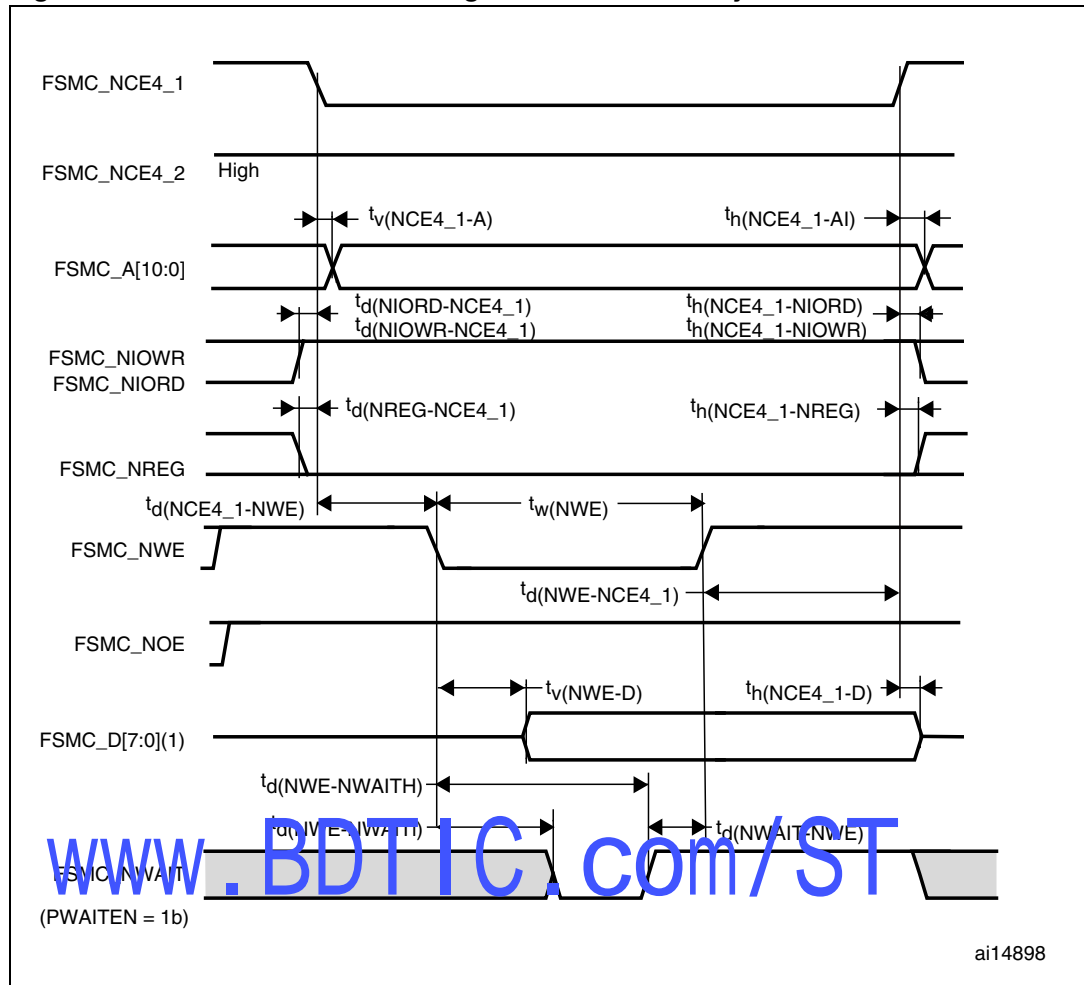 FSMC_NCE4_1
FSMC_NCE4_2 High
tv(NCE4_1-A) th(NCE4_1-AI)
FSMC_A[10:0]
td(NIORD-NCE4_1) th(NCE4_1-NIORD)
td(NIOWR-NCE4_1) th(NCE4_1-NIOWR)
FSMC_NIOWR
FSMC_NIORD
td(NREG-NCE4_1) th(NCE4_1-NREG)
FSMC_NREG
td(NCE4_1-NWE) tw(NWE)
FSMC_NWE
td(NWE-NCE4_1)
FSMC_NOE
tv(NWE-D) th(NCE4_1-D)
FSMC_D[7:0](1)
td(NWE-NWAITH)
td(NWAIT-NWE)
FSMC_NWAIT
www.BDTIC.com/ST
(PWAITEN = 1b)
ai14898